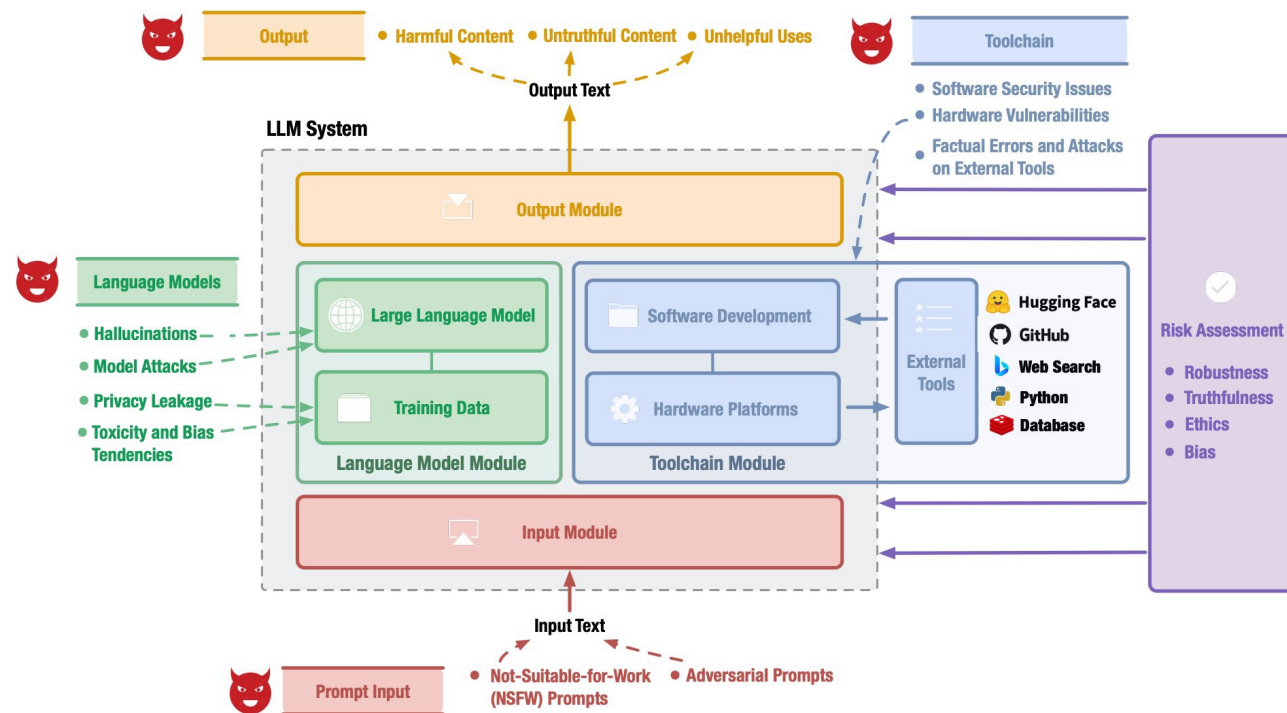 Output
Harmful Content
Untruthful Content
Unhelpful Uses
Output Text
Toolchain
Software Security Issues
Hardware Vulnerabilities
Factual Errors and Attacks
on External Tools
LLM System
Output Module
Language Models
Hallucinations
Model Attacks
Privacy Leakage
Toxicity and Bias
Tendencies
Large Language Model
Training Data
Language Model Module
Software Development
Hardware Platforms
Toolchain Module
External
Tools
Hugging Face
GitHub
Web Search
Python
Database
Risk Assessment
Robustness
Truthfulness
Ethics
Bias
Input Module
Input Text
Prompt Input
Not-Suitable-for-Work
(NSFW) Prompts
Adversarial Prompts